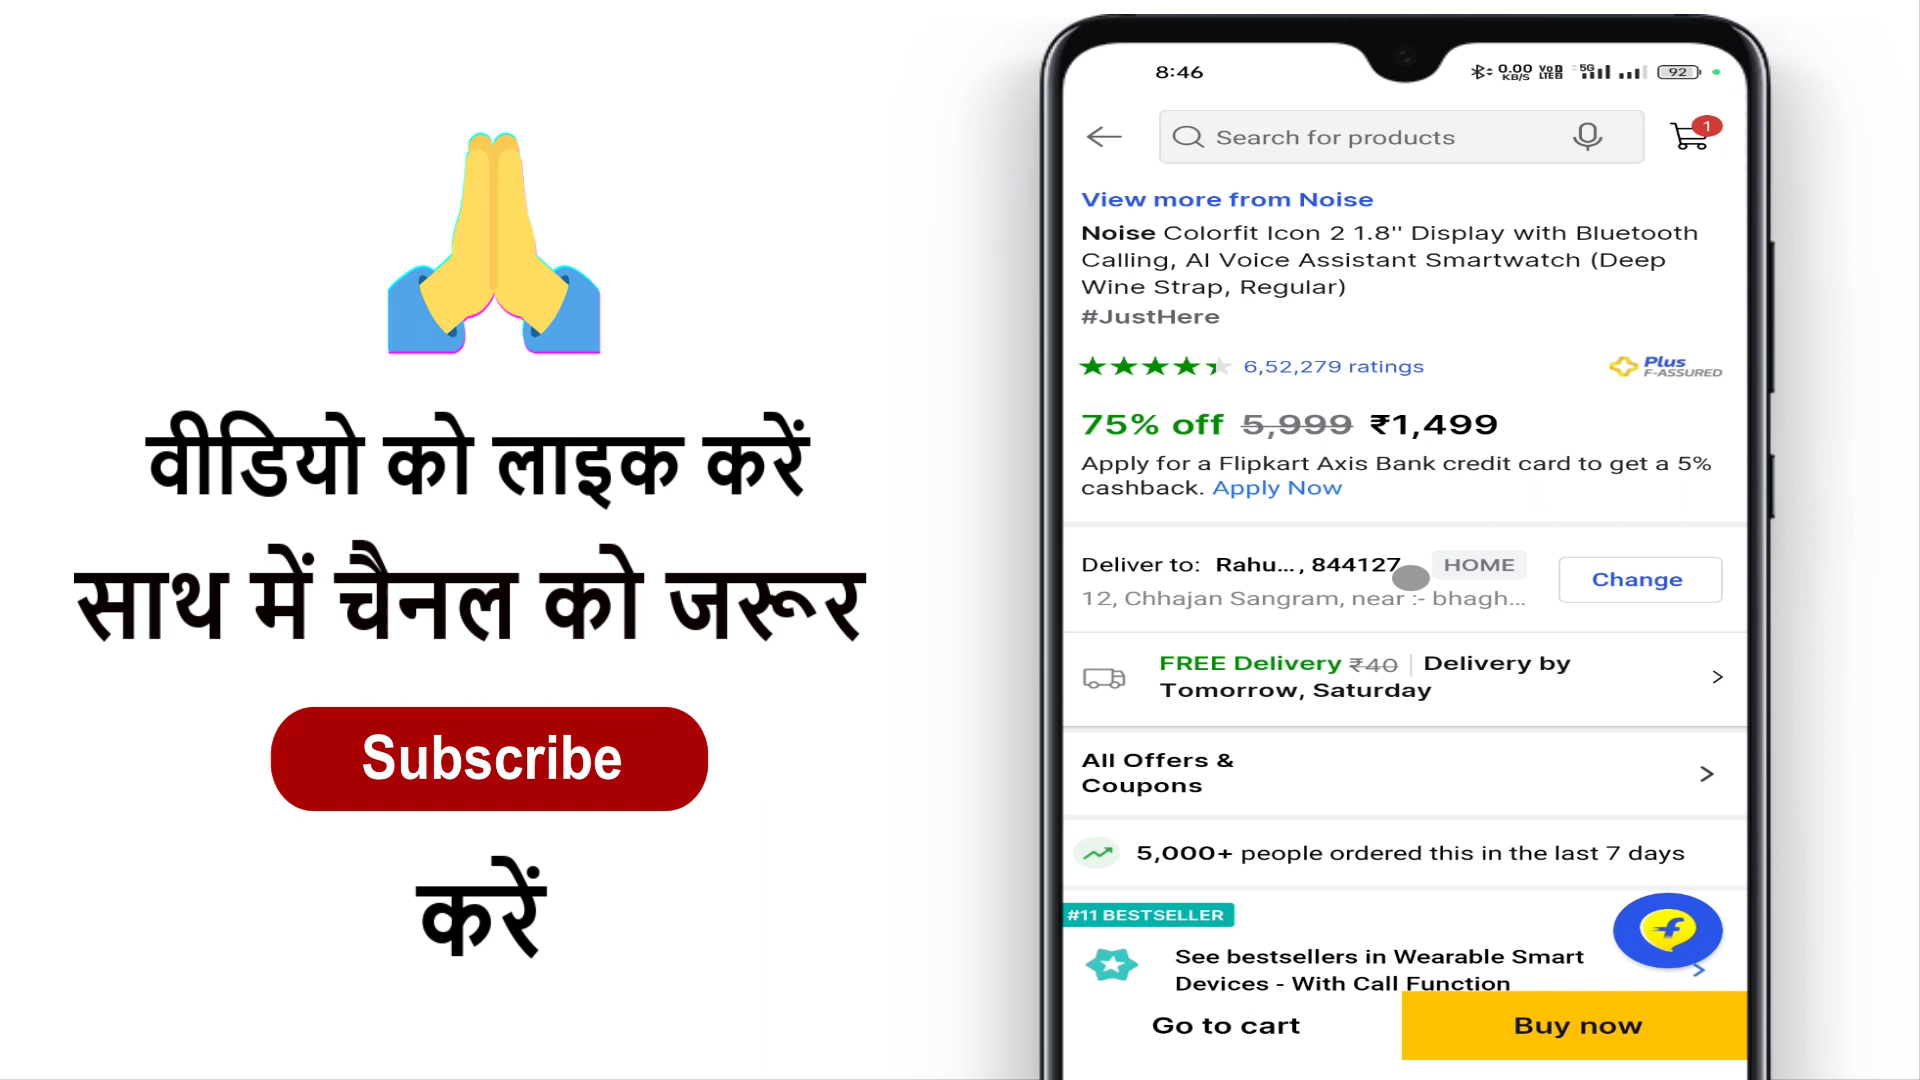 वीडियो को लाइक करें
साथ में चैनल को जरूर
Subscribe
करें
8:46
0.00 KB/S
VoD LTE2
5G
92
Search for products
1
View more from Noise
Noise Colorfit Icon 2 1.8'' Display with Bluetooth
Calling, AI Voice Assistant Smartwatch (Deep
Wine Strap, Regular)
#JustHere
6,52,279 ratings
Plus
F-ASSURED
75% off 5,999 ₹1,499
Apply for a Flipkart Axis Bank credit card to get a 5%
cashback. Apply Now
Deliver to: Rahu..., 844127 HOME
Change
12, Chhajan Sangram, near :- bhagh...
FREE Delivery ₹40 | Delivery by
Tomorrow, Saturday
All Offers &
Coupons
5,000+ people ordered this in the last 7 days
#11 BESTSELLER
See bestsellers in Wearable Smart
Devices - With Call Function
Go to cart
Buy now